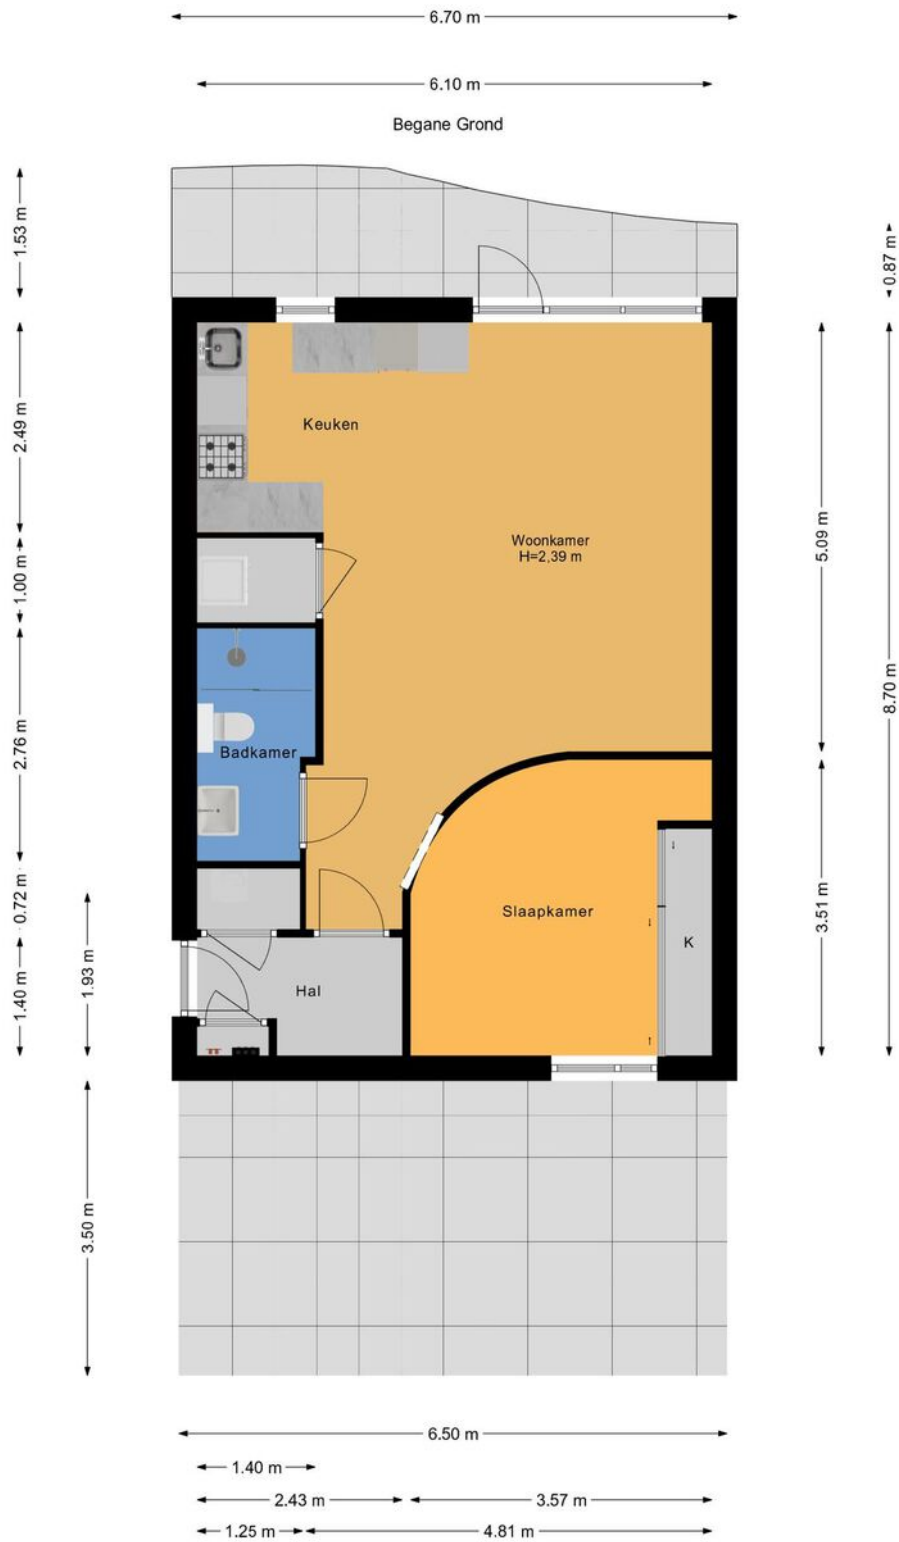 6.70 m
6.10 m
Begane Grond
1.53 m
0.87 m
2.49 m
Keuken
5.09 m
Woonkamer
H=2,39 m
1.00 m
8.70 m
2.76 m
Badkamer
0.72 m
3.51 m
Slaapkamer
K
1.93 m
1.40 m
Hal
3.50 m
6.50 m
1.40 m
2.43 m
3.57 m
1.25 m
4.81 m